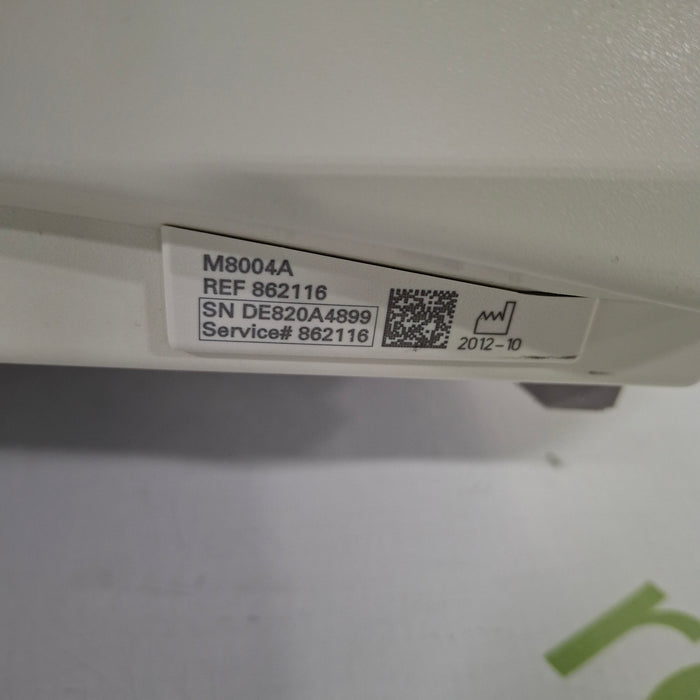 M8004A
REF 862116
SN DE820A4899
Service# 862116
2012-10